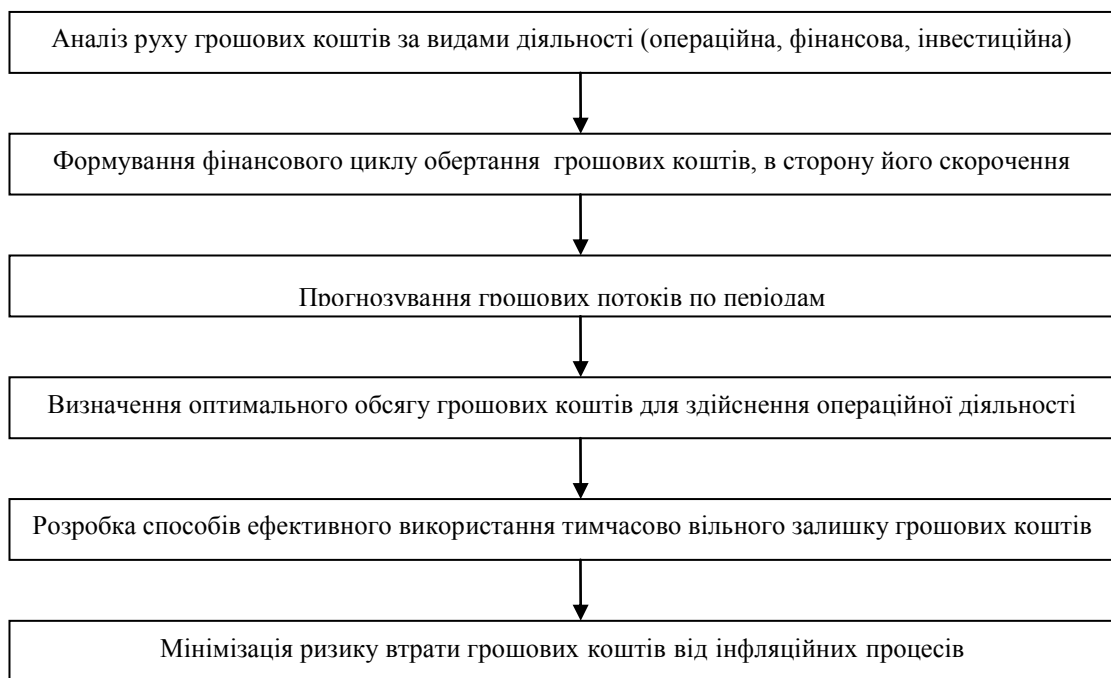 Аналіз руху грошових коштів за видами діяльності (операційна, фінансова, інвестиційна)
Формування фінансового циклу обертання грошових коштів, в сторону його скорочення
Прогнозування грошових потоків по періодам
Визначення оптимального обсягу грошових коштів для здійснення операційної діяльності
Розробка способів ефективного використання тимчасово вільного залишку грошових коштів
Мінімізація ризику втрати грошових коштів від інфляційних процесів